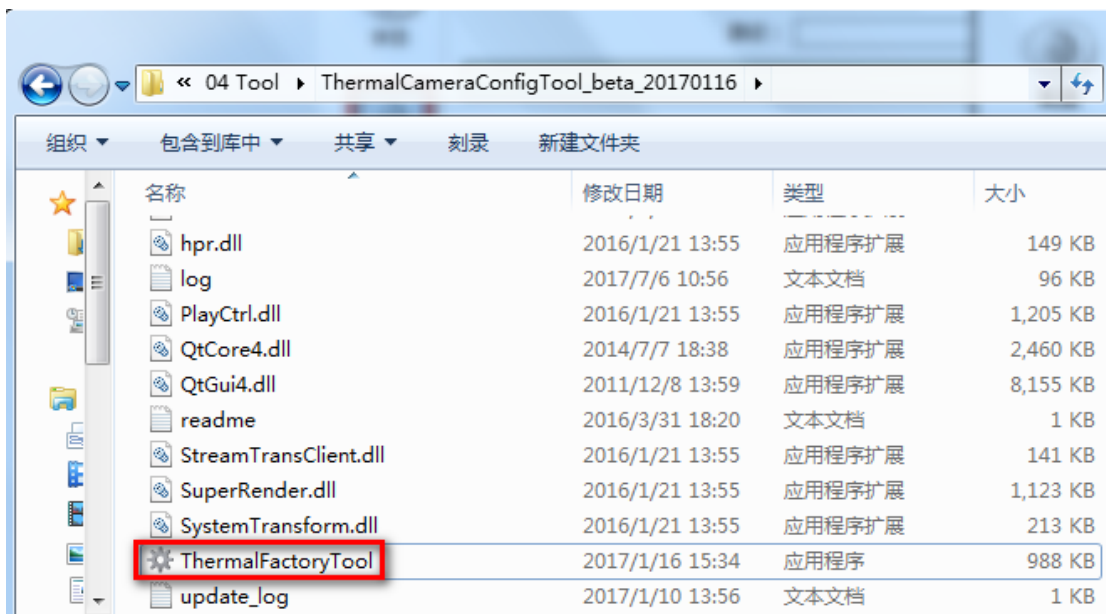 « 04 Tool ▸ ThermalCameraConfigTool_beta_20170116 ▸
组织 包含到库中 共享 刻录 新建文件夹
名称 修改日期 类型 大小
hpr.dll 2016/1/21 13:55 应用程序扩展 149 KB
log 2017/7/6 10:56 文本文档 96 KB
PlayCtrl.dll 2016/1/21 13:55 应用程序扩展 1,205 KB
QtCore4.dll 2014/7/7 18:38 应用程序扩展 2,460 KB
QtGui4.dll 2011/12/8 13:59 应用程序扩展 8,155 KB
readme 2016/3/31 18:20 文本文档 1 KB
StreamTransClient.dll 2016/1/21 13:55 应用程序扩展 141 KB
SuperRender.dll 2016/1/21 13:55 应用程序扩展 1,123 KB
SystemTransform.dll 2016/1/21 13:55 应用程序扩展 213 KB
ThermalFactoryTool 2017/1/16 15:34 应用程序 988 KB
update_log 2017/1/10 13:56 文本文档 1 KB